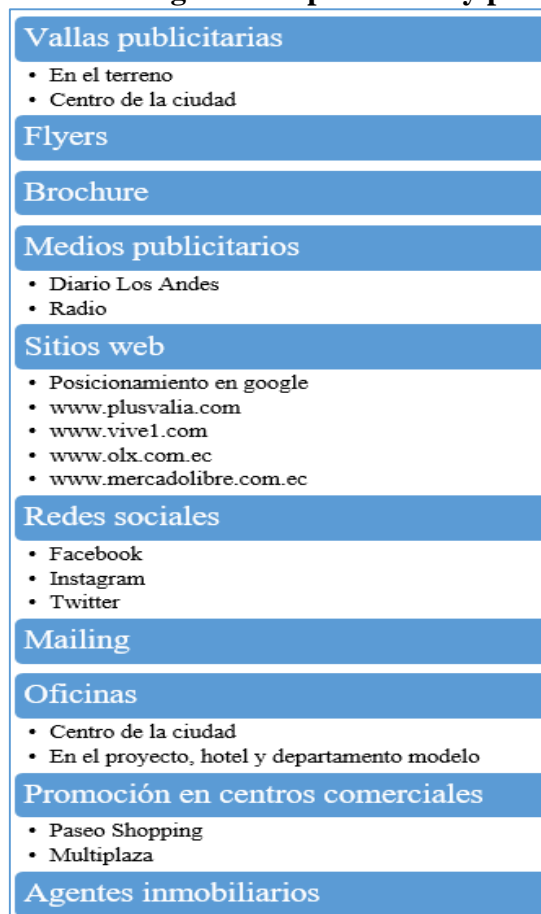 Vallas publicitarias
• En el terreno
• Centro de la ciudad
Flyers
Brochure
Medios publicitarios
• Diario Los Andes
• Radio
Sitios web
• Posicionamiento en google
• www.plusvalia.com
• www.vive1.com
• www.olx.com.ec
• www.mercadolibre.com.ec
Redes sociales
• Facebook
• Instagram
• Twitter
Mailing
Oficinas
• Centro de la ciudad
• En el proyecto, hotel y departamento modelo
Promoción en centros comerciales
• Paseo Shopping
• Multiplaza
Agentes inmobiliarios